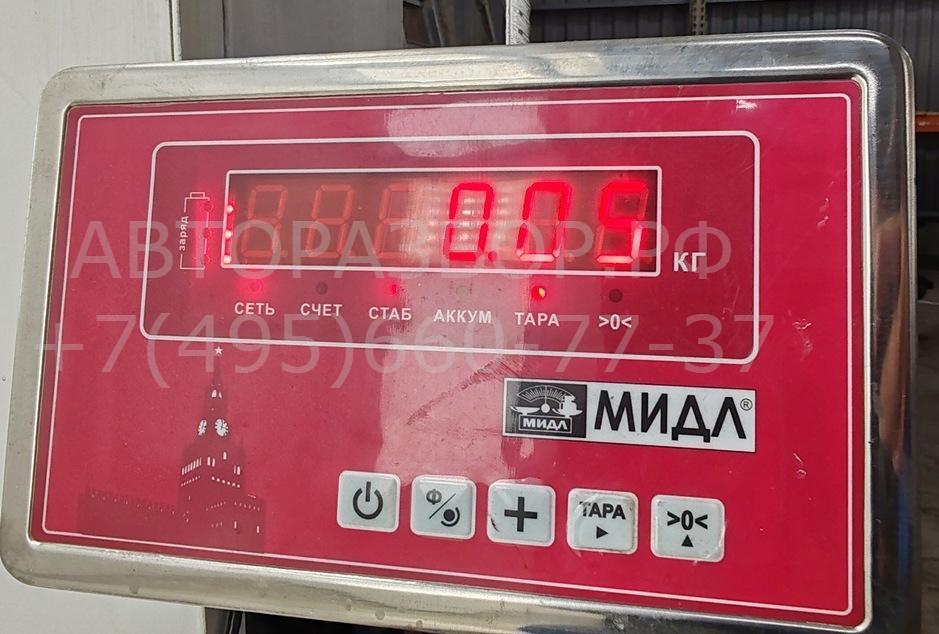 заряд
0.05
кг
СЕТЬ СЧЕТ СТАБ АККУМ ТАРА >0<
АВТОРАЗБОР.РФ
+7(495)660-77-37
МИДЛ МИДЛ®
Ф ТАРА >0<